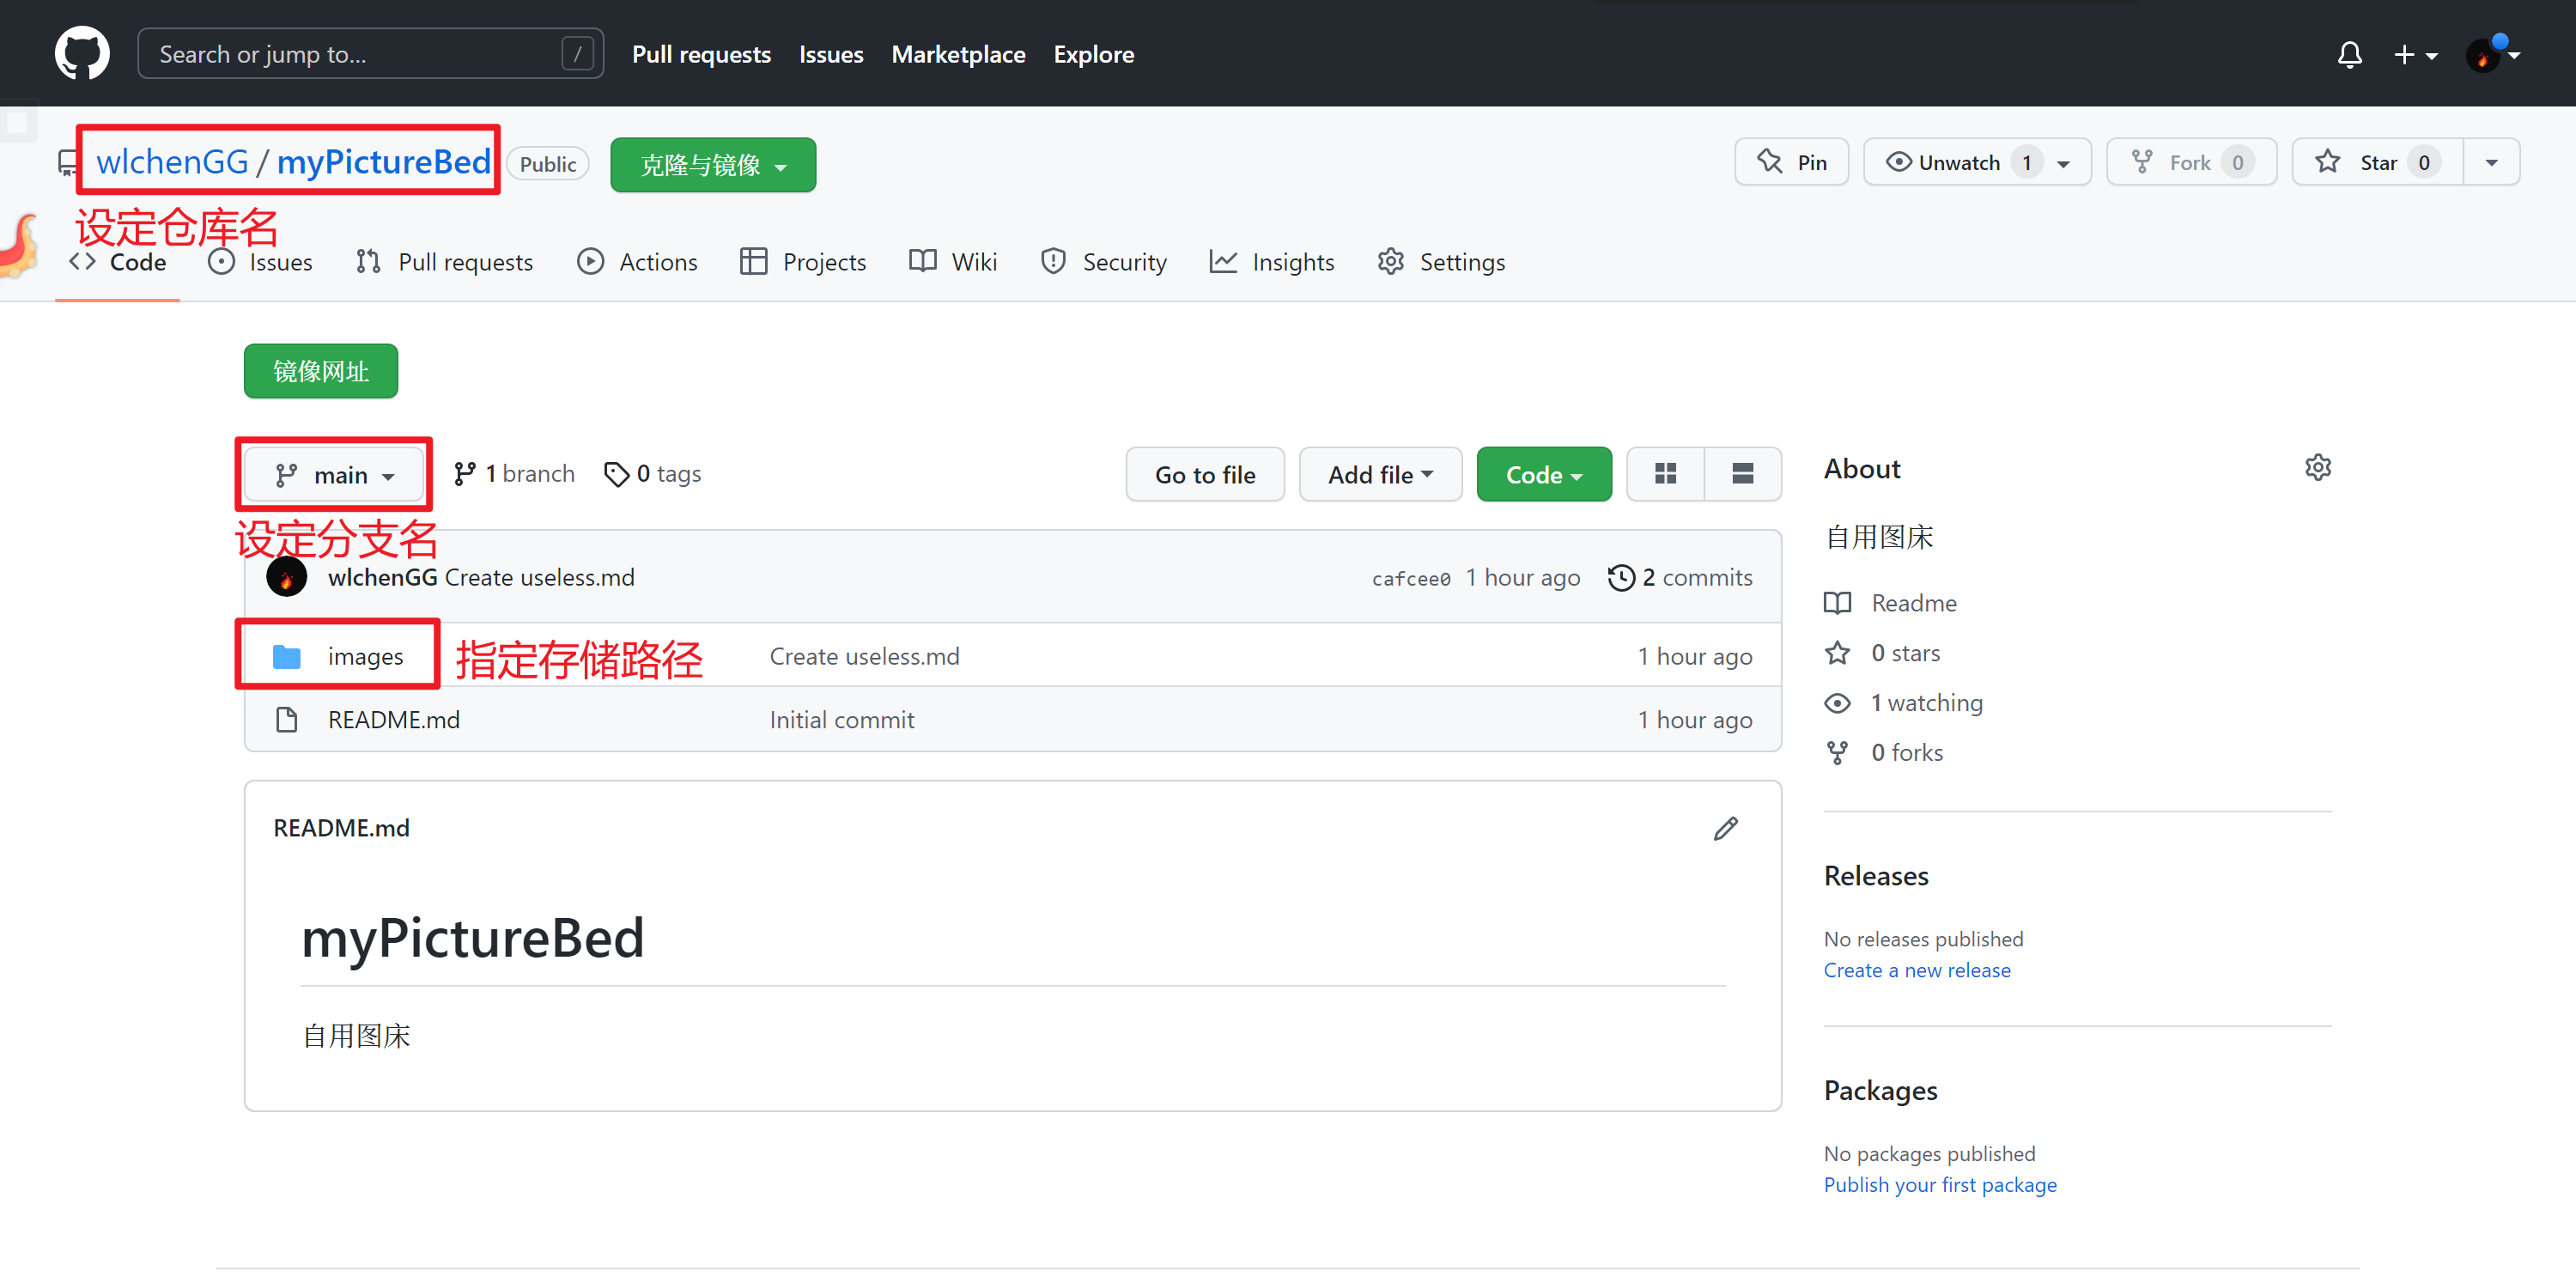 Search or jump to... /
Pull requests Issues Marketplace Explore
wlchenGG / myPictureBed Public 克隆与镜像 Pin Unwatch 1 Fork 0 Star 0
设定仓库名
Code Issues Pull requests Actions Projects Wiki Security Insights Settings
镜像网址
main 1 branch 0 tags Go to file Add file Code
设定分支名
wlchenGG Create useless.md cafcee0 1 hour ago 2 commits
images 指定存储路径 Create useless.md 1 hour ago
README.md Initial commit 1 hour ago
README.md
myPictureBed
自用图床
About
自用图床
Readme
0 stars
1 watching
0 forks
Releases
No releases published
Create a new release
Packages
No packages published
Publish your first package